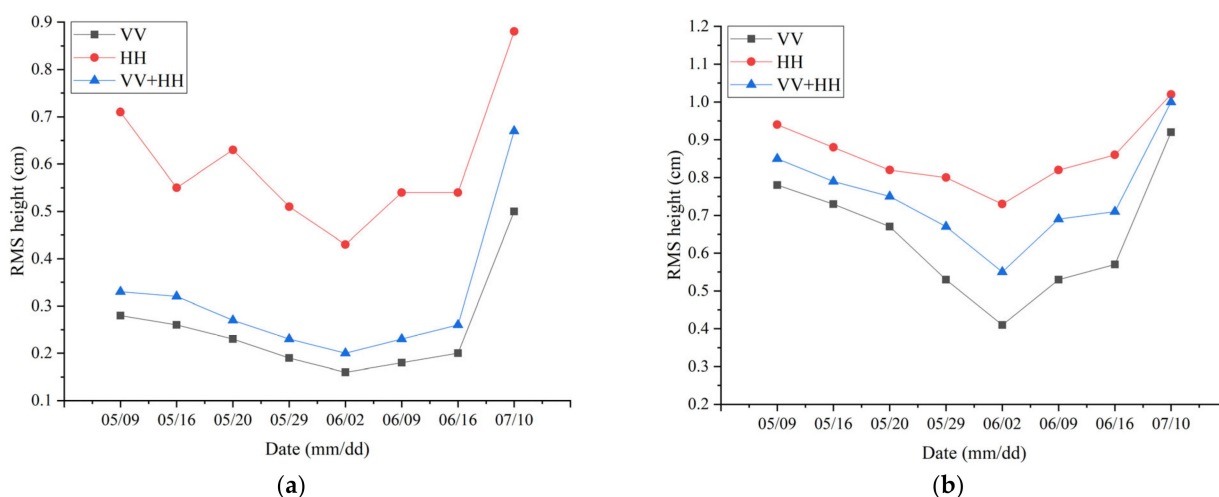 VV
HH
VV+HH
0.9
0.8
0.7
0.6
0.5
0.4
0.3
0.2
0.1
RMS height (cm)
05/09 05/16 05/20 05/29 06/02 06/09 06/16 07/10
Date (mm/dd)
(a)
VV
HH
VV+HH
1.2
1.1
1.0
0.9
0.8
0.7
0.6
0.5
0.4
0.3
0.2
RMS height (cm)
05/09 05/16 05/20 05/29 06/02 06/09 06/16 07/10
Date (mm/dd)
(b)